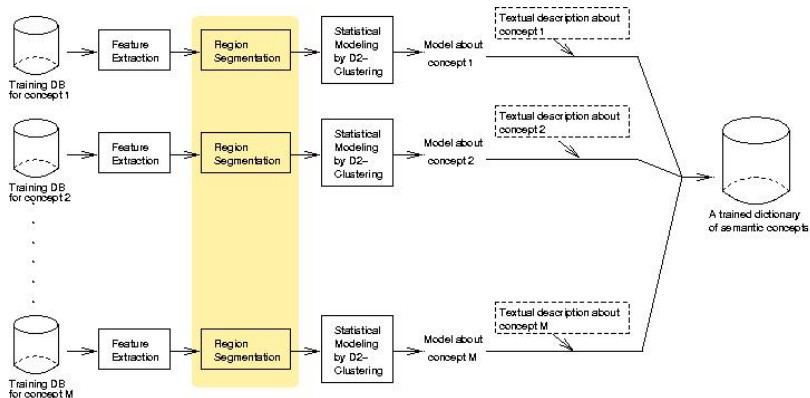 Feature
Extraction
Region
Segmentation
Statistical
Modeling
by D2-
Clustering
Model about
concept 1
Textual description about
concept 1
Training DB
for concept 1
Feature
Extraction
Region
Segmentation
Statistical
Modeling
by D2-
Clustering
Model about
concept 2
Textual description about
concept 2
Training DB
for concept 2
A trained dictionary
of semantic concepts
Feature
Extraction
Region
Segmentation
Statistical
Modeling
by D2-
Clustering
Model about
concept M
Textual description about
concept M
Training DB
for concept M